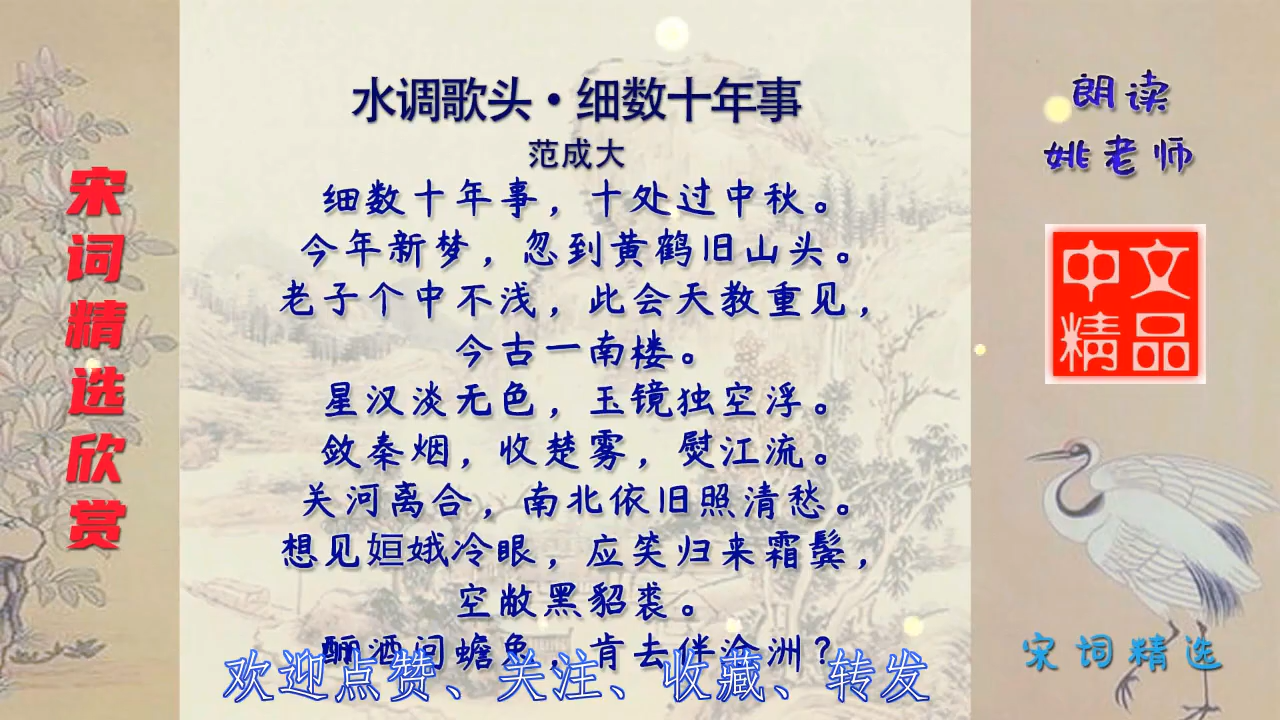 宋词精选欣赏
水调歌头·细数十年事
范成大
细数十年事，十处过中秋。
今年新梦，忽到黄鹤旧山头。
老子个中不浅，此会天教重见，
今古一南楼。
星汉淡无色，玉镜独空浮。
敛秦烟，收楚雾，熨江流。
关河离合，南北依旧照清愁。
想见姮娥冷眼，应笑归来霜鬓，
空敝黑貂裘。
酾酒问蟾兔，肯去伴沧洲？
欢迎点赞、关注、收藏、转发
朗读
姚老师
中文
精品
宋词精选